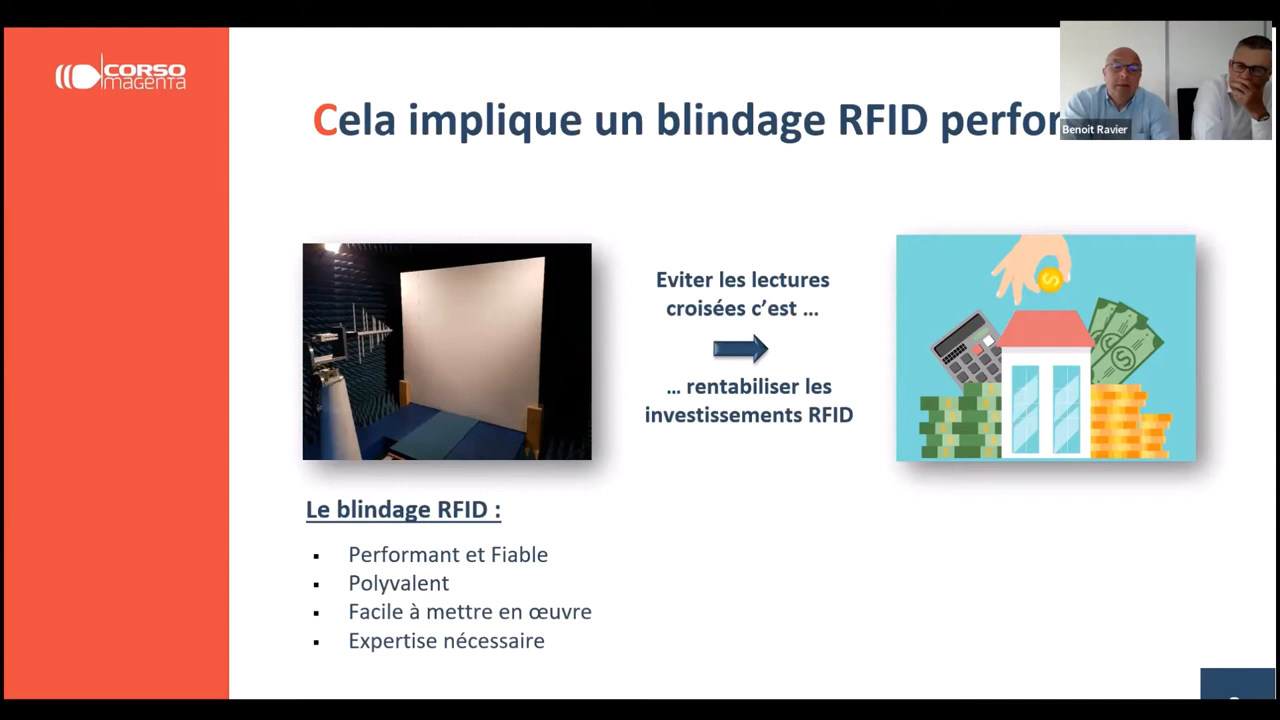 CORSO
magenta
Cela implique un blindage RFID
Benoit Ravier
Eviter les lectures
croisées c’est …
… rentabiliser les
investissements RFID
Le blindage RFID :
▪ Performant et Fiable
▪ Polyvalent
▪ Facile à mettre en œuvre
▪ Expertise nécessaire